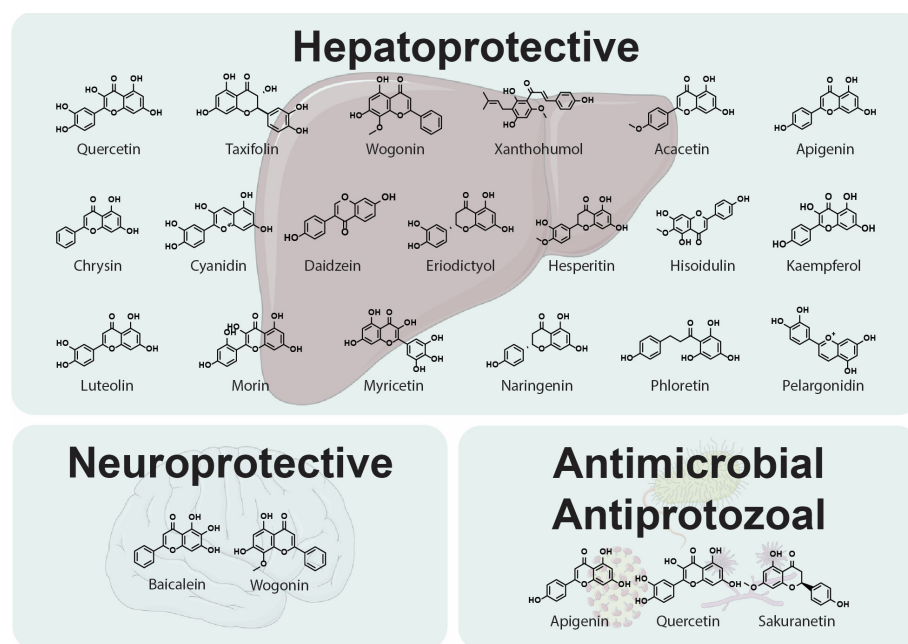 Hepatoprotective
Quercetin Taxifolin Wogonin Xanthohumol Acacetin Apigenin
Chrysin Cyanidin Daidzein Eriodictyol Hesperitin Hisoidulin Kaempferol
Luteolin Morin Myricetin Naringenin Phloretin Pelargonidin
Neuroprotective
Baicalein Wogonin
Antimicrobial
Antiprotozoal
Apigenin Quercetin Sakuranetin